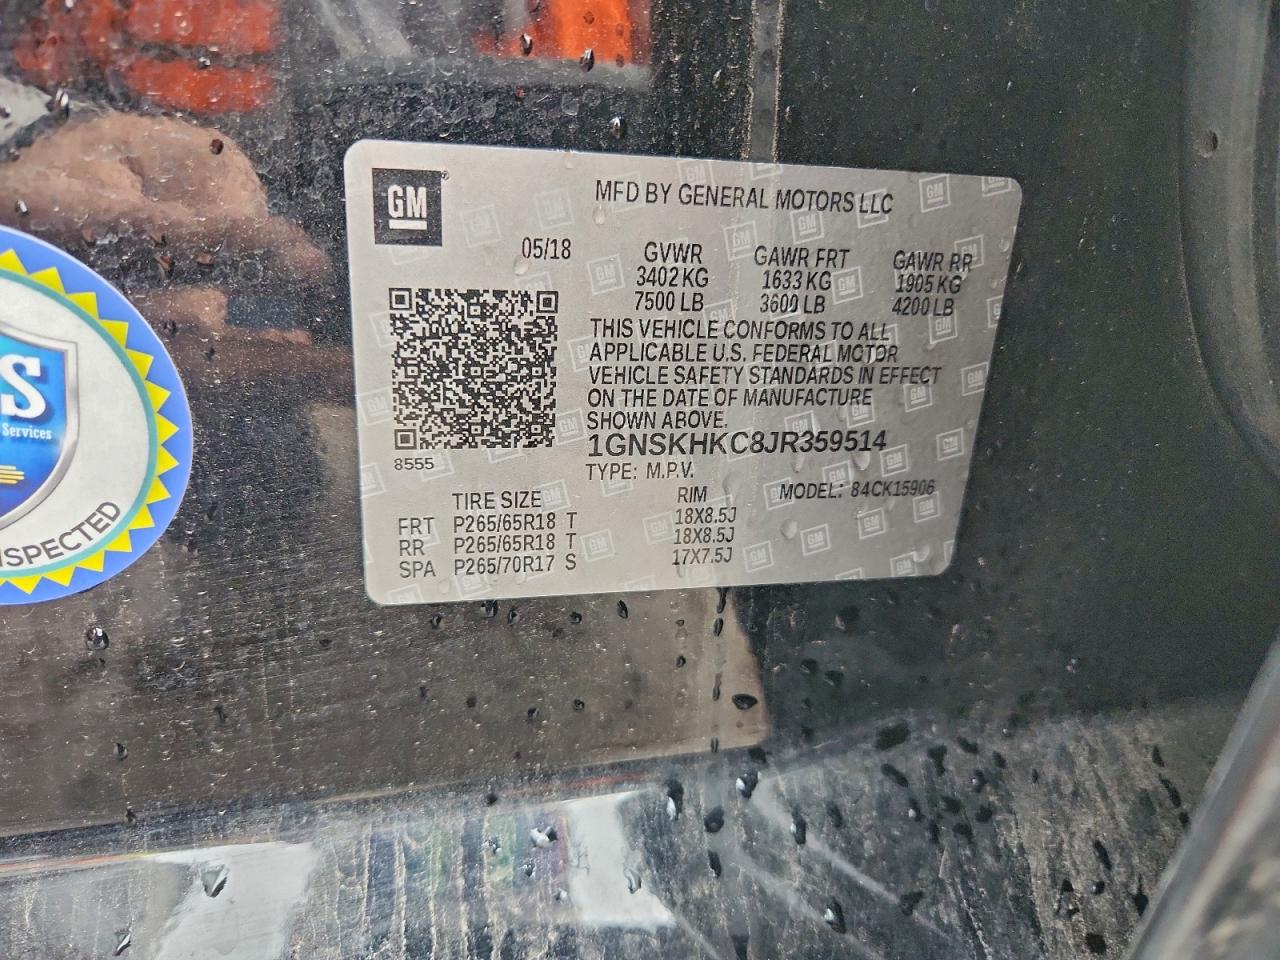 GM
MFD BY GENERAL MOTORS LLC
05/18
GVWR GAWR FRT GAWR RR
3402 KG 1633 KG 1905 KG
7500 LB 3600 LB 4200 LB
THIS VEHICLE CONFORMS TO ALL
APPLICABLE U.S. FEDERAL MOTOR
VEHICLE SAFETY STANDARDS IN EFFECT
ON THE DATE OF MANUFACTURE
SHOWN ABOVE.
1GNSKHKC8JR359514
8555
TYPE: M.P.V.
MODEL: 84CK15906
TIRE SIZE RIM
FRT P265/65R18 T 18X8.5J
RR P265/65R18 T 18X8.5J
SPA P265/70R17 S 17X7.5J
S
Services
NSPECTED